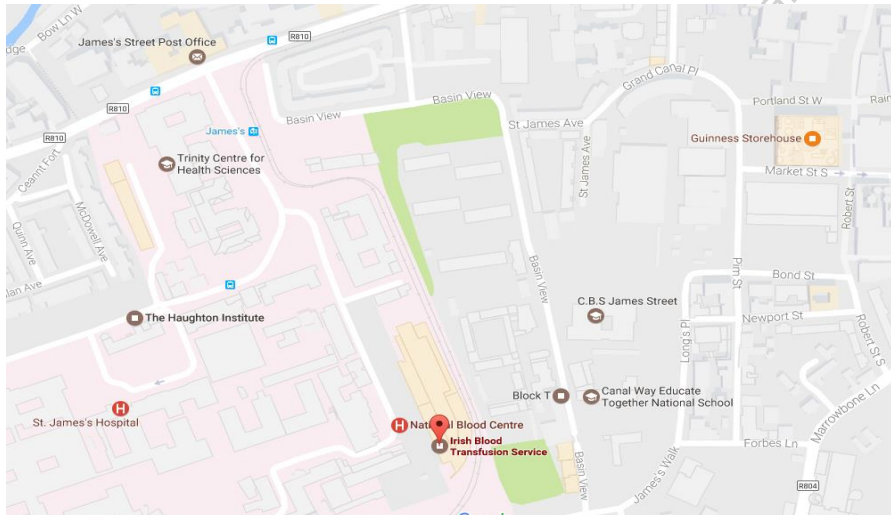 Bow Ln W
James's Street Post Office
R810
R810
R810
James's
Basin View
Basin View
Trinity Centre for
Health Sciences
Ceannt Fort
McDowell Ave
Quinn Ave
lan Ave
The Haughton Institute
St. James's Hospital
National Blood Centre
Irish Blood
Transfusion Service
St James Ave
St James Ave
Grand Canal Pl
Portland St W
Rain
Guinness Storehouse
Market St S
Robert St
Basin View
Pim St
Bond St
C.B.S James Street
Newport St
Long's Pl
Robert St S
Block T
Canal Way Educate
Together National School
Marrowbone Ln
Forbes Ln
James's Walk
Basin View
R804